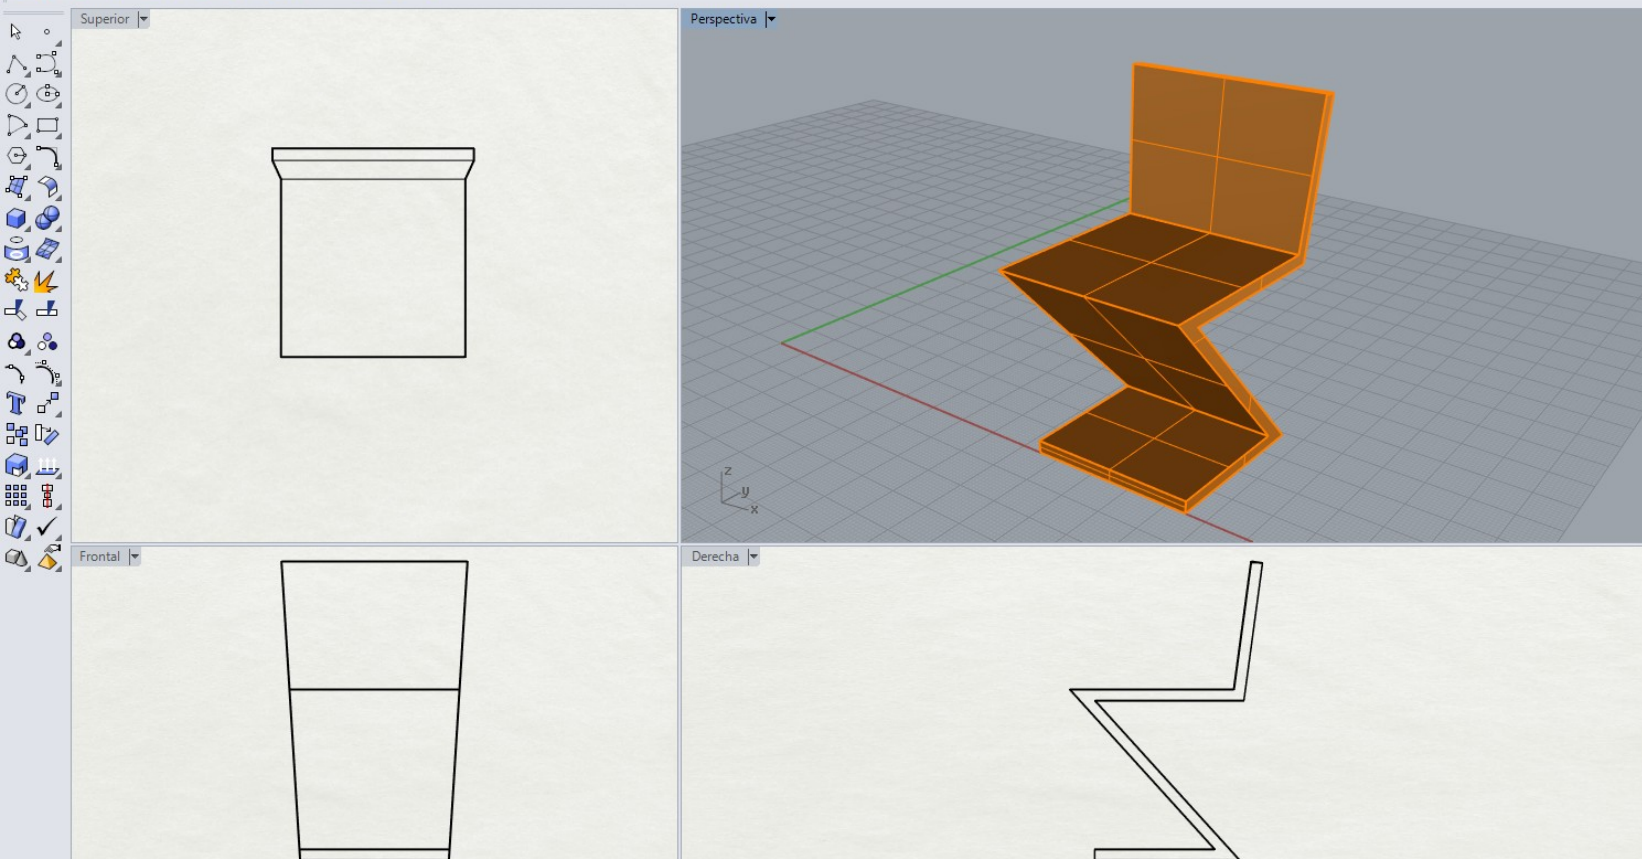 Superior
Perspectiva
z
y
x
Frontal
Derecha